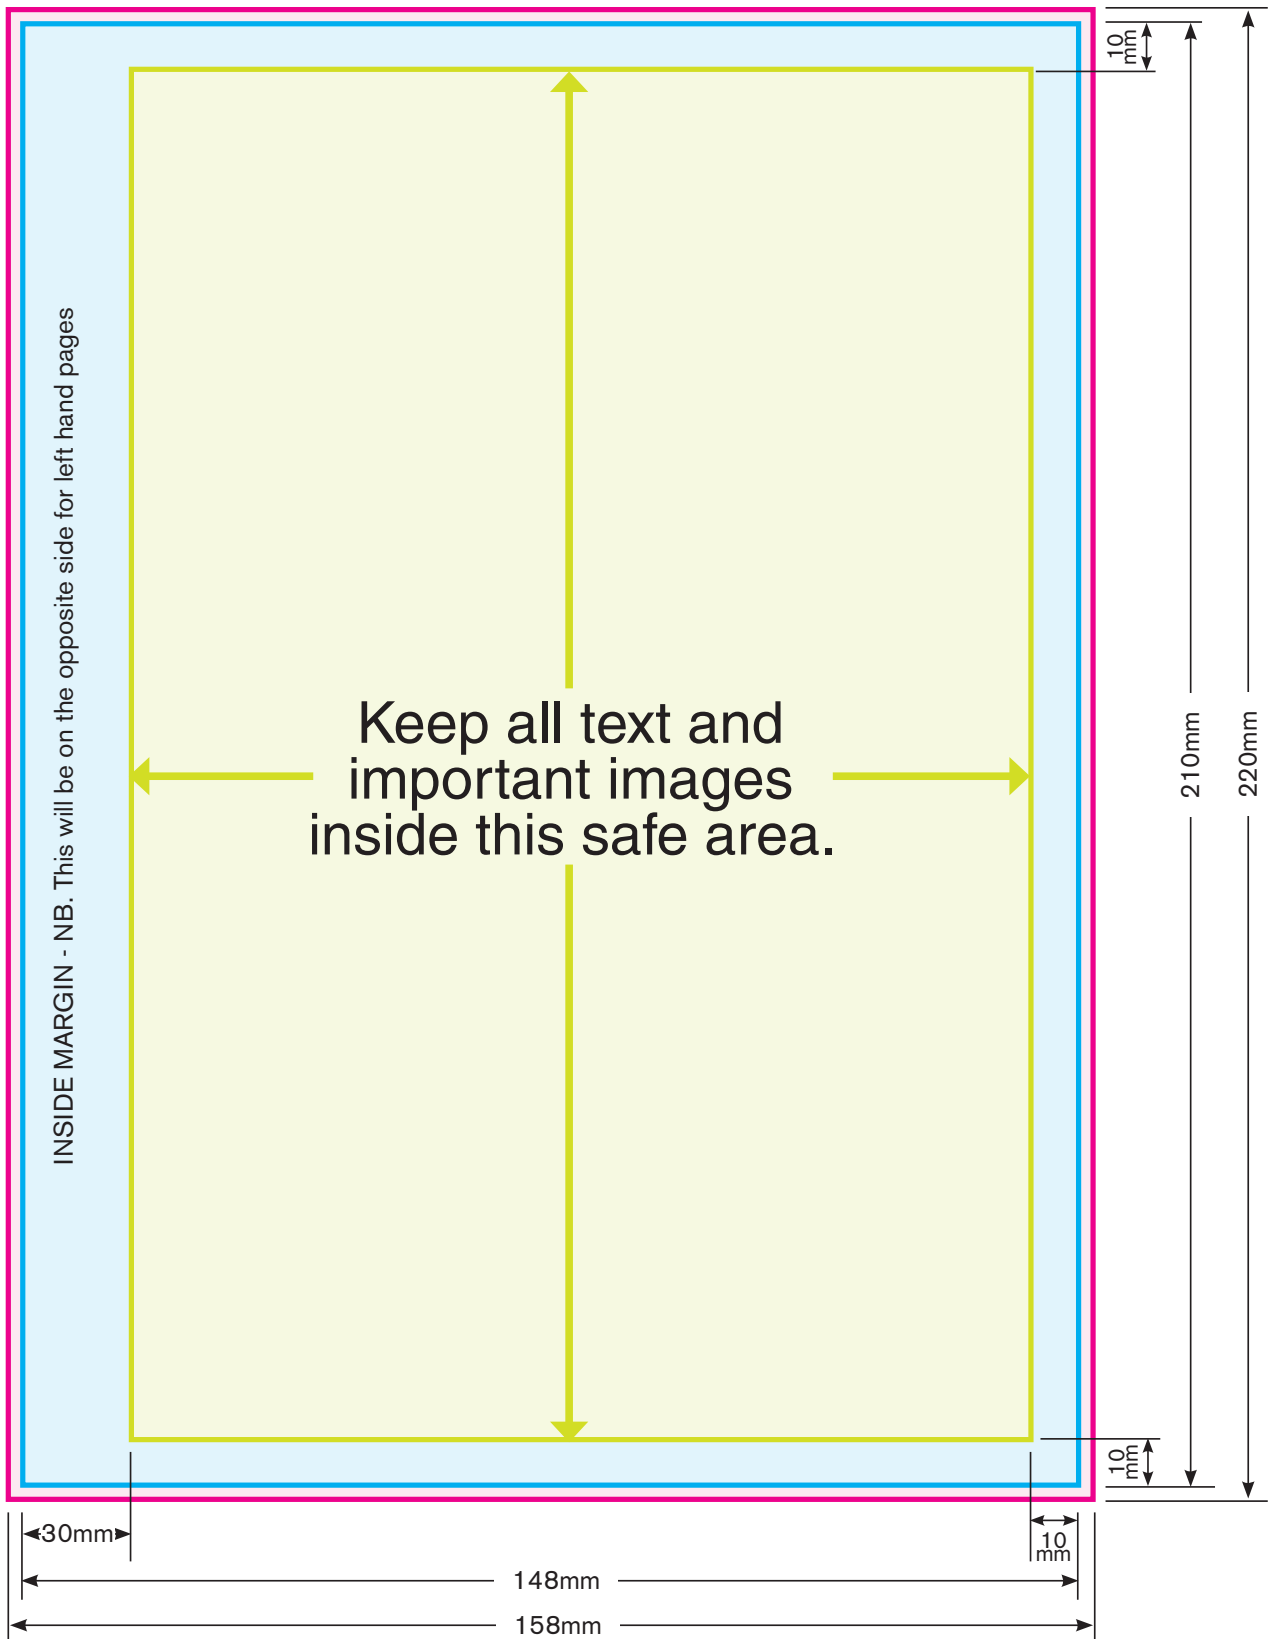 10
mm
INSIDE MARGIN - NB. This will be on the opposite side for left hand pages
Keep all text and
important images
inside this safe area.
210mm
220mm
10
mm
30mm
10
mm
148mm
158mm